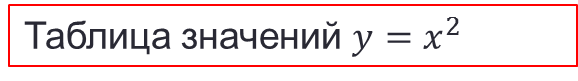 Таблица значений y = x²